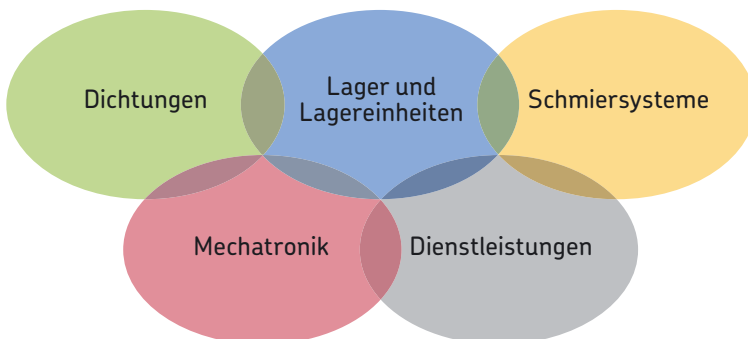 Dichtungen
Lager und
Lagereinheiten
Schmiersysteme
Mechatronik
Dienstleistungen